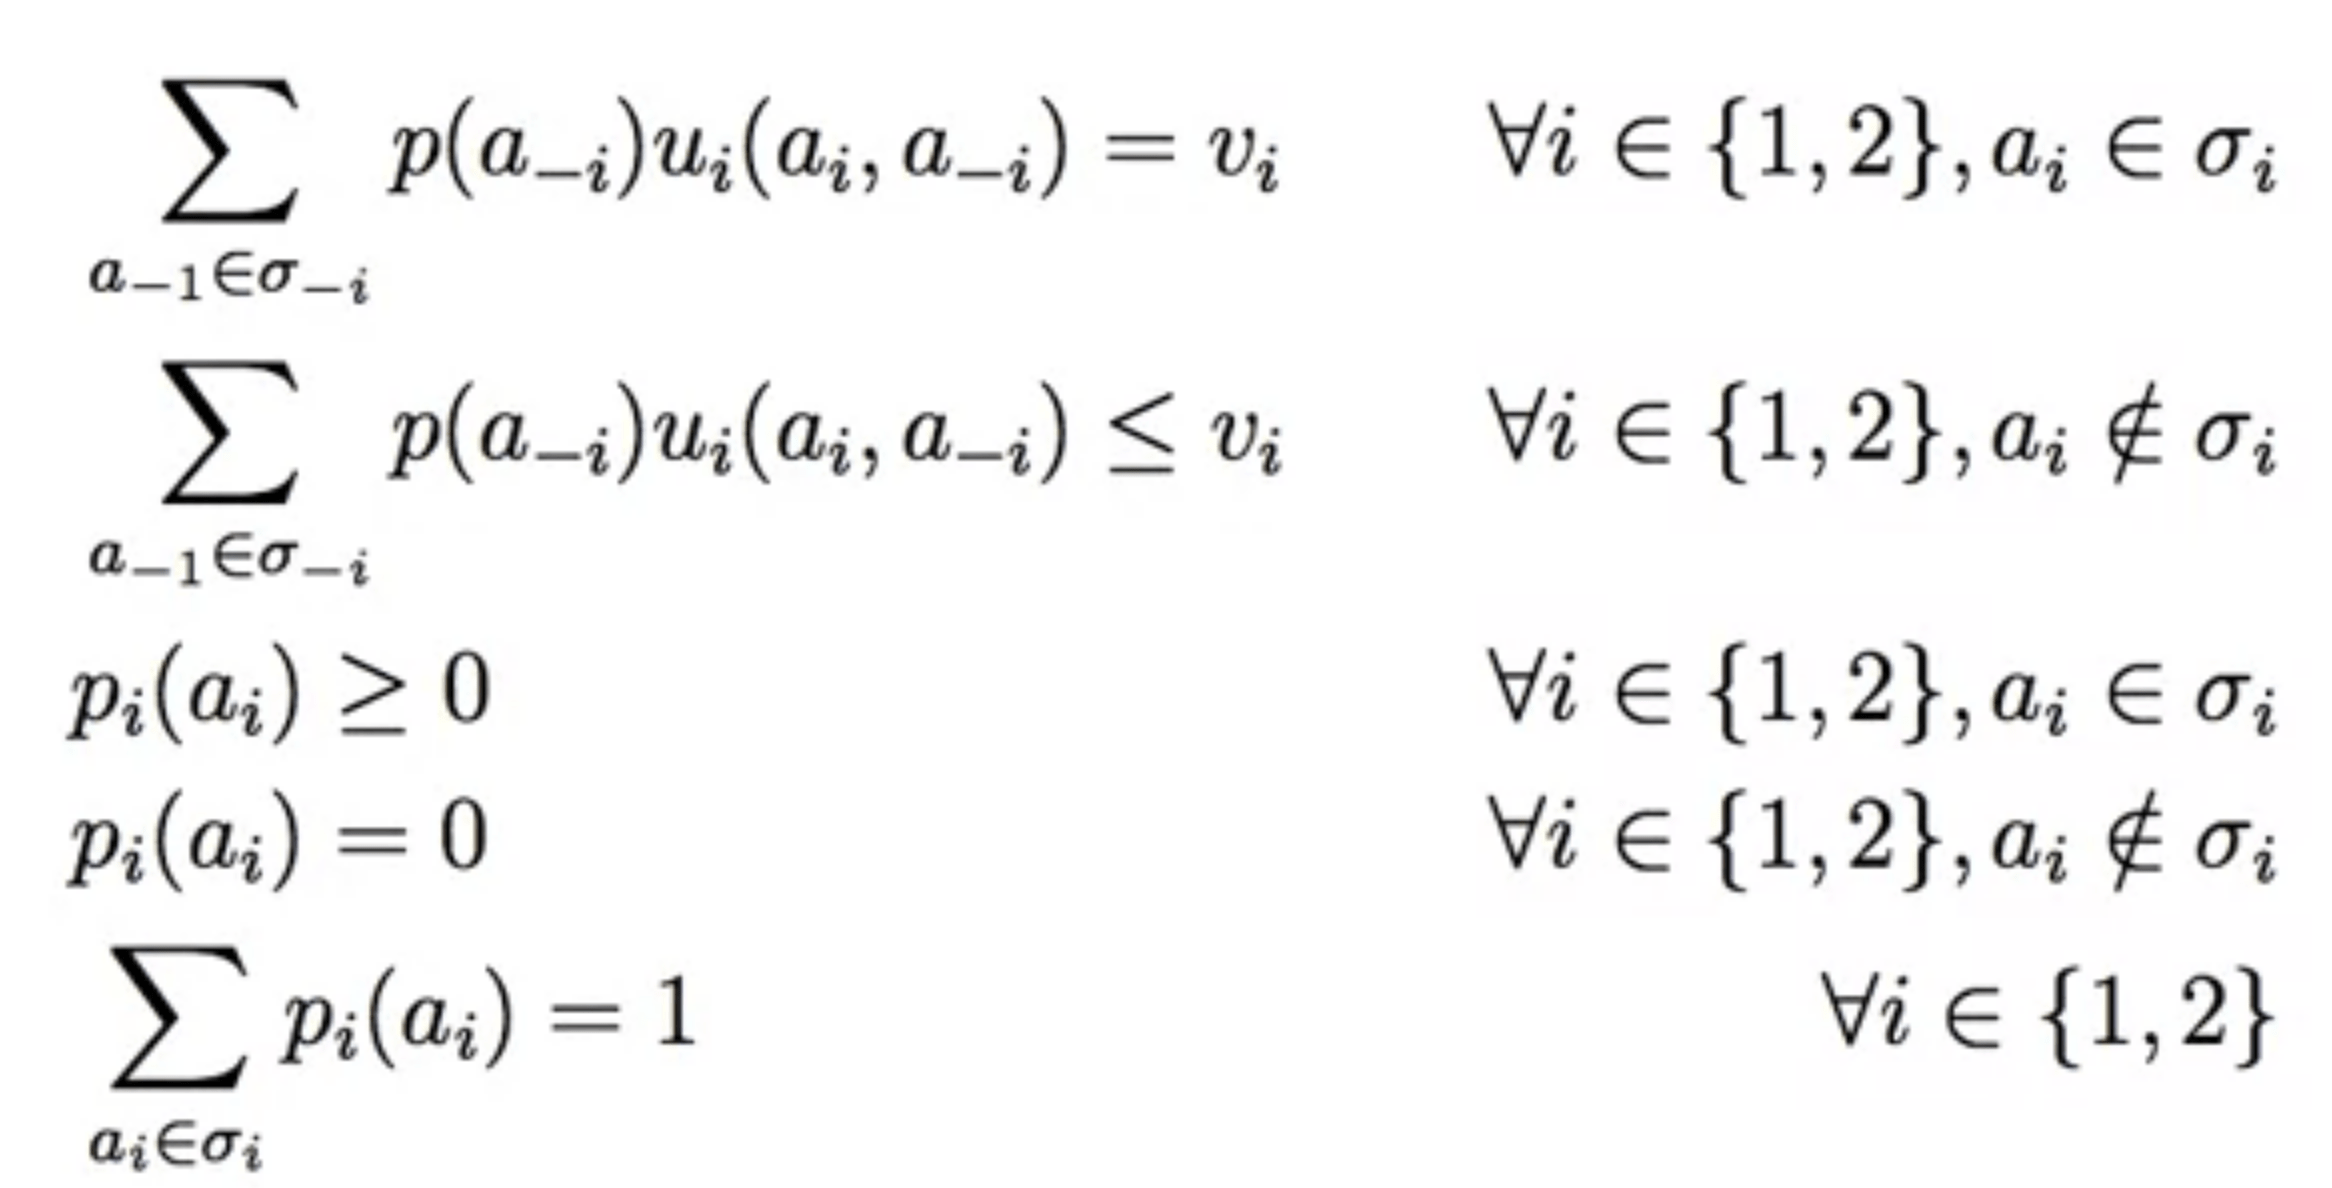 ∑_{a_{−1}∈σ_{−i}} p(a_{−i})u_i(a_i, a_{−i}) = v_i ∀i ∈ {1, 2}, a_i ∈ σ_i
∑_{a_{−1}∈σ_{−i}} p(a_{−i})u_i(a_i, a_{−i}) ≤ v_i ∀i ∈ {1, 2}, a_i ∉ σ_i
p_i(a_i) ≥ 0 ∀i ∈ {1, 2}, a_i ∈ σ_i
p_i(a_i) = 0 ∀i ∈ {1, 2}, a_i ∉ σ_i
∑_{a_i∈σ_i} p_i(a_i) = 1 ∀i ∈ {1, 2}